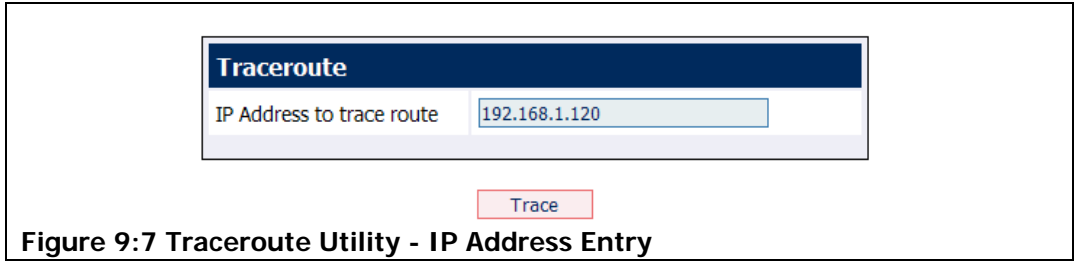 Traceroute
IP Address to trace route 192.168.1.120
Trace
Figure 9:7 Traceroute Utility - IP Address Entry